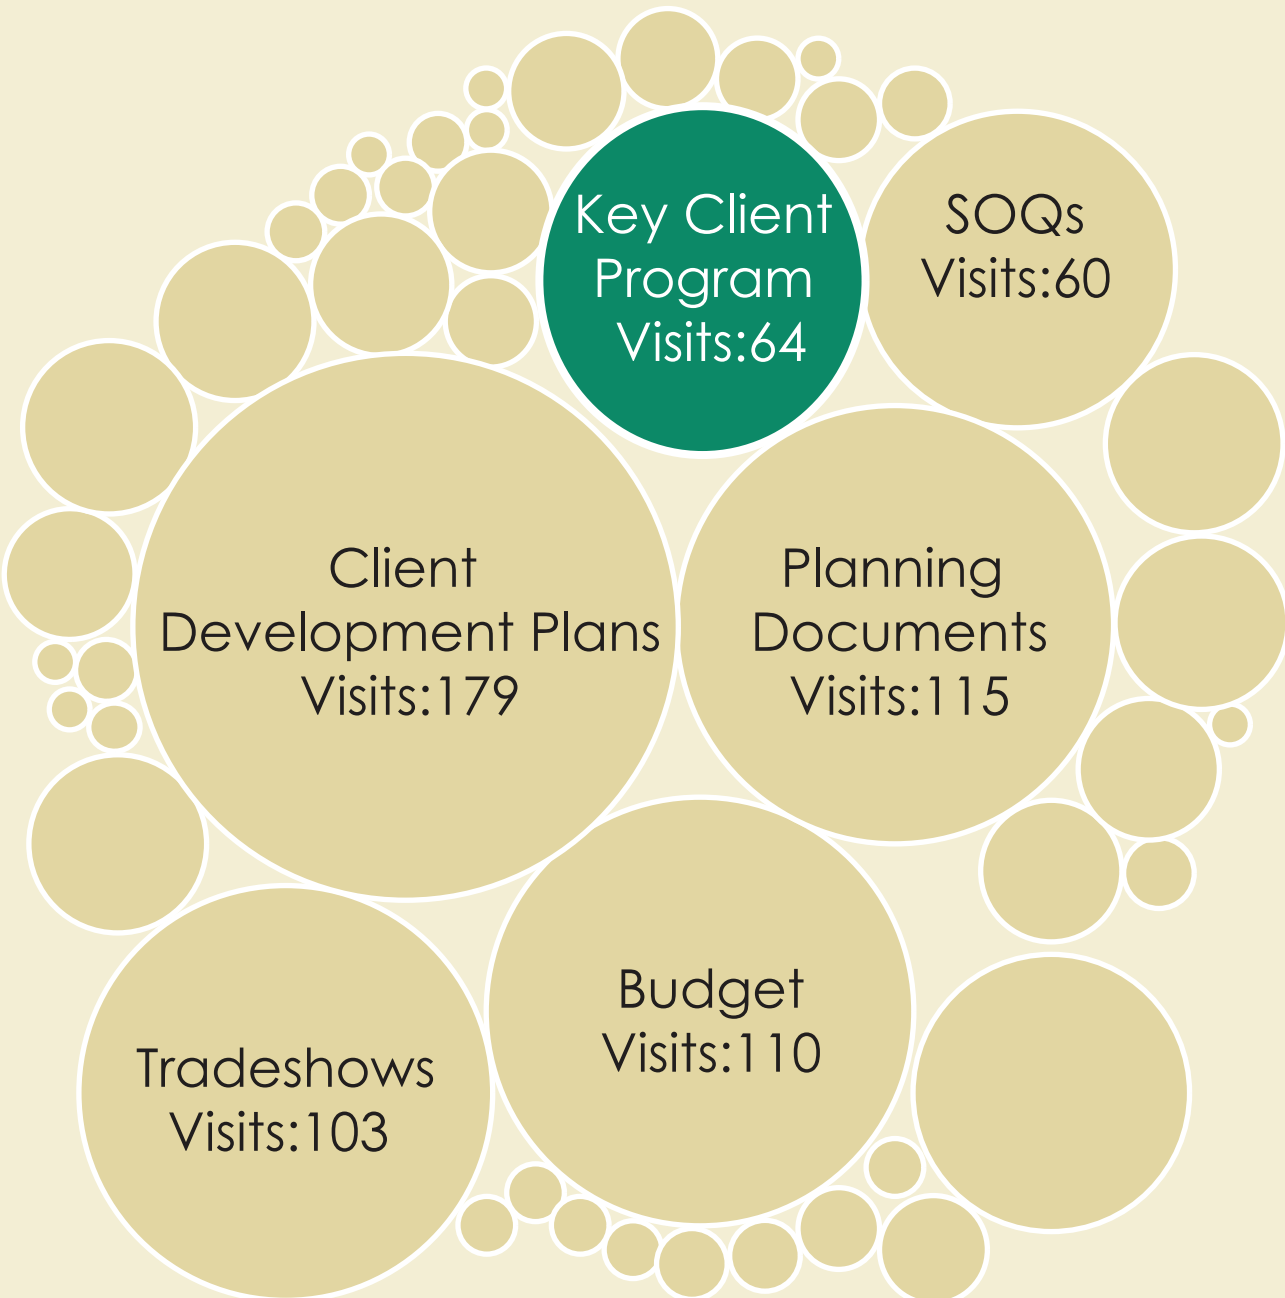 Key Client
Program
Visits:64
SOQs
Visits:60
Client
Development Plans
Visits:179
Planning
Documents
Visits:115
Budget
Visits:110
Tradeshows
Visits:103